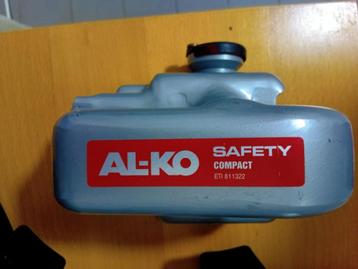 AL-KO
SAFETY
COMPACT
ETI 811322